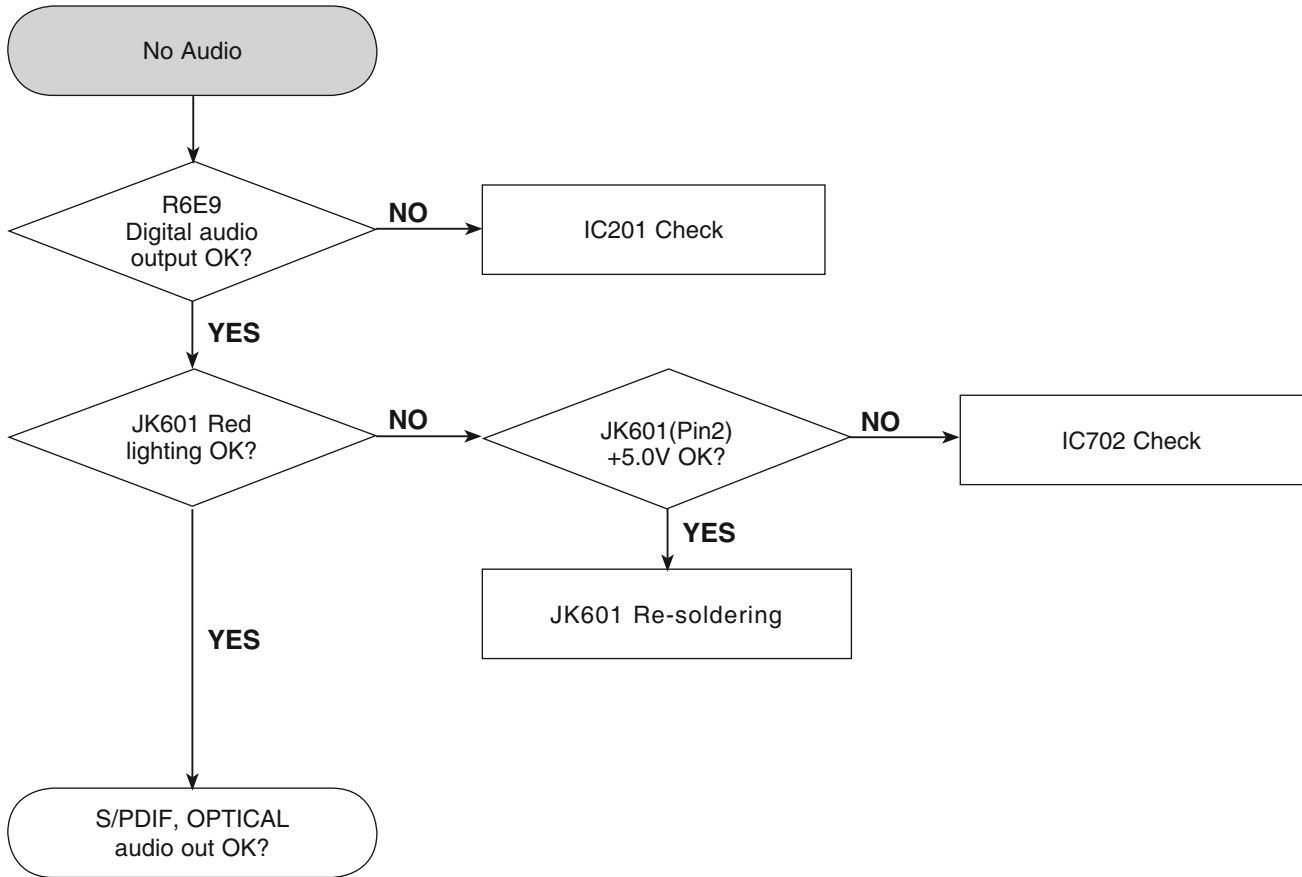 No Audio
R6E9
Digital audio
output OK?
NO
IC201 Check
YES
JK601 Red
lighting OK?
NO
JK601(Pin2)
+5.0V OK?
NO
IC702 Check
YES
JK601 Re-soldering
YES
S/PDIF, OPTICAL
audio out OK?